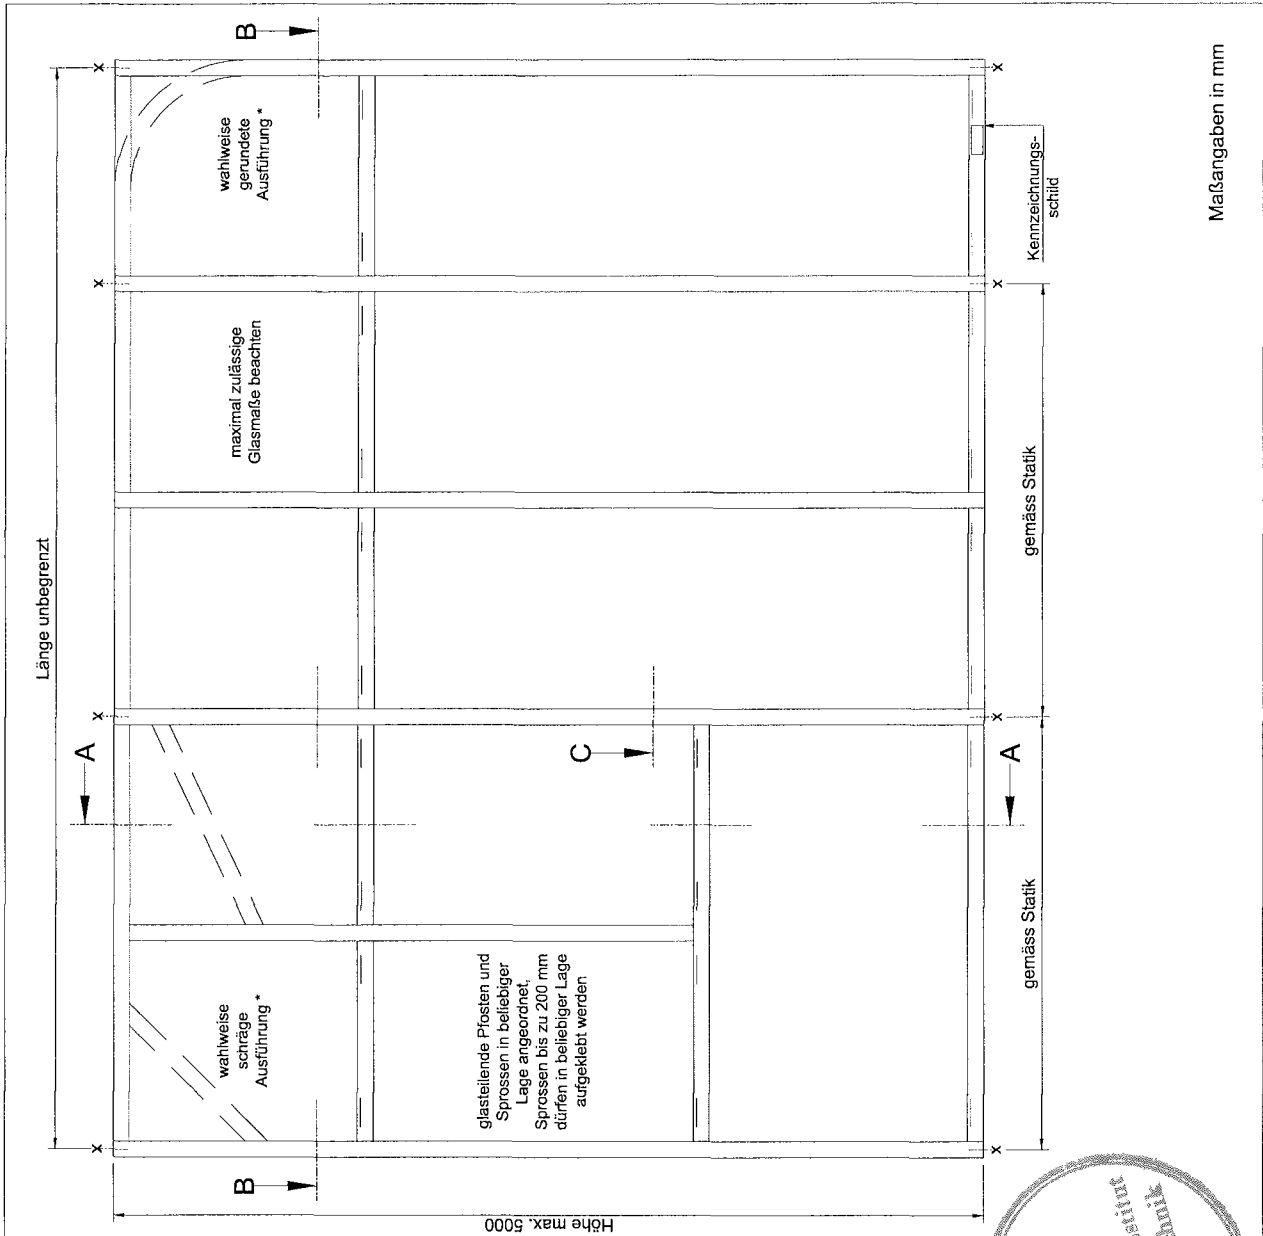 Länge unbegrenzt
B
A
wahlweise
schräge
Ausführung *
maximal zulässige
Glasmaße beachten
wahlweise
gerundete
Ausführung *
B
glasteilende Pfosten und
Sprossen in beliebiger
Lage angeordnet,
Sprossen bis zu 200 mm
dürfen in beliebiger Lage
aufgeklebt werden
C
Höhe max. 5000
A
gemäss Statik
gemäss Statik
Kennzeichnungs-
schild
Maßangaben in mm